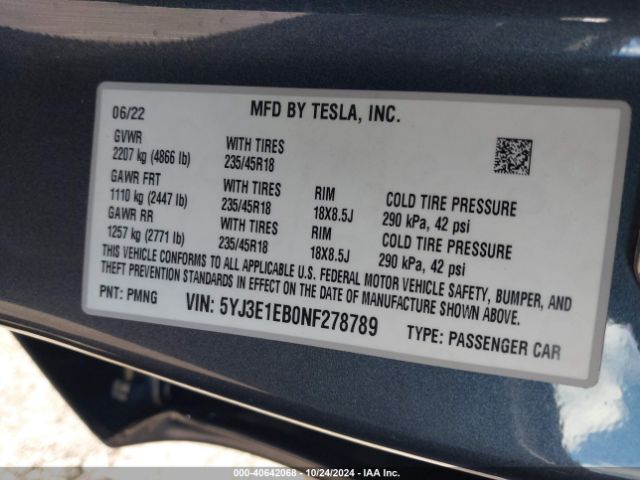 06/22 MFD BY TESLA, INC.
GVWR WITH TIRES
2207 kg (4866 lb) 235/45R18
GAWR FRT WITH TIRES RIM COLD TIRE PRESSURE
1110 kg (2447 lb) 235/45R18 18X8.5J 290 kPa, 42 psi
GAWR RR WITH TIRES RIM COLD TIRE PRESSURE
1257 kg (2771 lb) 235/45R18 18X8.5J 290 kPa, 42 psi
THIS VEHICLE CONFORMS TO ALL APPLICABLE U.S. FEDERAL MOTOR VEHICLE SAFETY, BUMPER, AND
THEFT PREVENTION STANDARDS IN EFFECT ON THE DATE OF MANUFACTURE SHOWN ABOVE.
PNT: PMNG VIN: 5YJ3E1EB0NF278789 TYPE: PASSENGER CAR
000-40642068 - 10/24/2024 - IAA Inc.